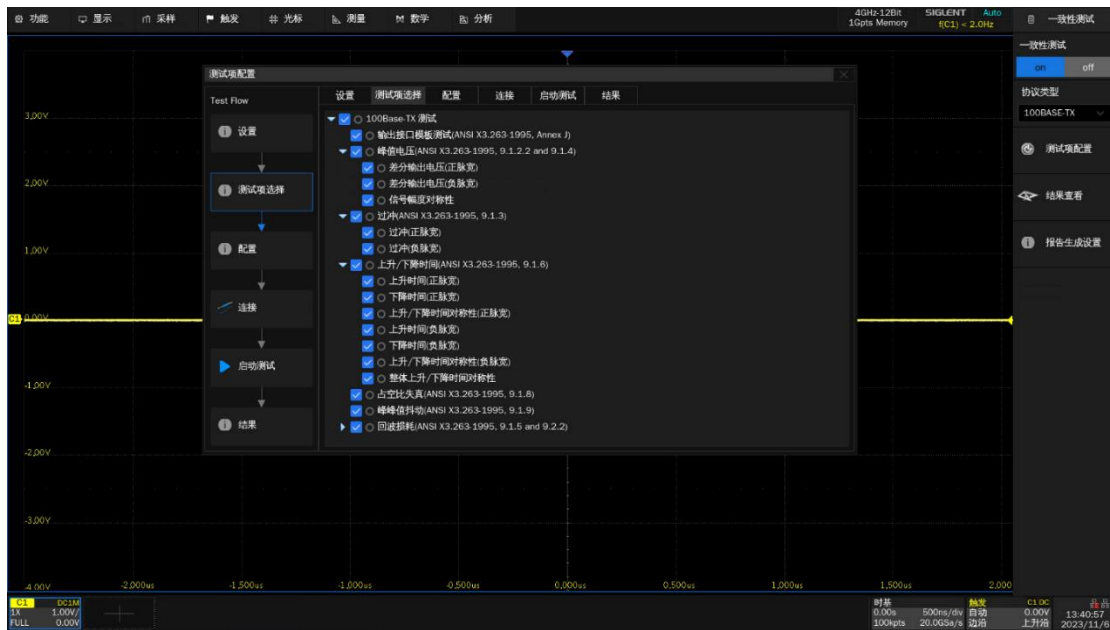 功能 显示 采样 触发 光标 测量 数学 分析
4GHz-12Bit SIGLENT Auto
1Gpts Memory f(C1) < 2.0Hz
一致性测试
一致性测试
on off
协议类型
100BASE-TX
测试项配置
结果查看
报告生成设置
测试项配置
Test Flow
设置
测试项选择
配置
连接
启动测试
结果
设置 测试项选择 配置 连接 启动测试 结果
100Base-TX 测试
输出接口模板测试(ANSI X3.263-1995, Annex J)
峰值电压(ANSI X3.263-1995, 9.1.2.2 and 9.1.4)
差分输出电压(正脉宽)
差分输出电压(负脉宽)
信号幅度对称性
过冲(ANSI X3.263-1995, 9.1.3)
过冲(正脉宽)
过冲(负脉宽)
上升/下降时间(ANSI X3.263-1995, 9.1.6)
上升时间(正脉宽)
下降时间(正脉宽)
上升/下降时间对称性(正脉宽)
上升时间(负脉宽)
下降时间(负脉宽)
上升/下降时间对称性(负脉宽)
整体上升/下降时间对称性
占空比失真(ANSI X3.263-1995, 9.1.8)
峰峰值抖动(ANSI X3.263-1995, 9.1.9)
回波损耗(ANSI X3.263-1995, 9.1.5 and 9.2.2)
3.00V
2.00V
1.00V
C1 0.00V
-1.00V
-2.00V
-3.00V
-4.00V
-2.000us -1.500us -1.000us -0.500us 0.000us 0.500us 1.000us 1.500us 2.000
C1 DC1M
1X 1.00V/
FULL 0.00V
时基
0.00s 500ns/div
100kpts 20.0GSa/s
触发 C1 DC
自动 0.00V
边沿 上升沿
13:40:57
2023/11/6